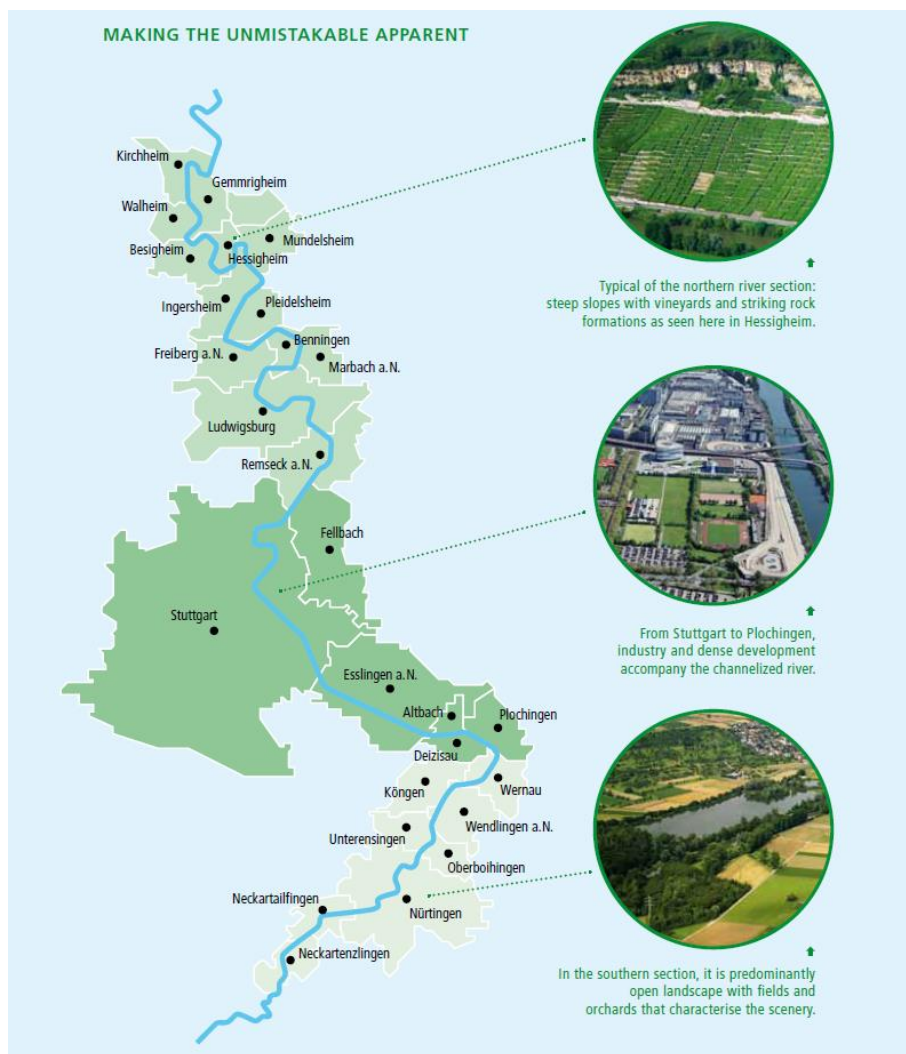 MAKING THE UNMISTAKABLE APPARENT
Kirchheim
Gemmrigheim
Walheim
Mundelsheim
Besigheim
Hessigheim
Ingersheim
Pleidelsheim
Benningen
Freiberg a.N.
Marbach a.N.
Ludwigsburg
Remseck a.N.
Fellbach
Stuttgart
Esslingen a.N.
Altbach
Plochingen
Deizisau
Köngen
Wernau
Wendlingen a.N.
Unterensingen
Oberboihingen
Neckartailfingen
Nürtingen
Neckartenzlingen
Typical of the northern river section:
steep slopes with vineyards and striking rock
formations as seen here in Hessigheim.
From Stuttgart to Plochingen,
industry and dense development
accompany the channelized river.
In the southern section, it is predominantly
open landscape with fields and
orchards that characterise the scenery.